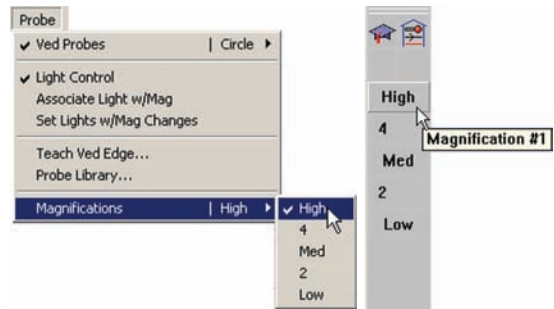 Probe
Ved Probes | Circle
Light Control
Associate Light w/Mag
Set Lights w/Mag Changes
Teach Ved Edge...
Probe Library...
Magnifications | High
High
4
Med
2
Low
High
Magnification #1
4
Med
2
Low